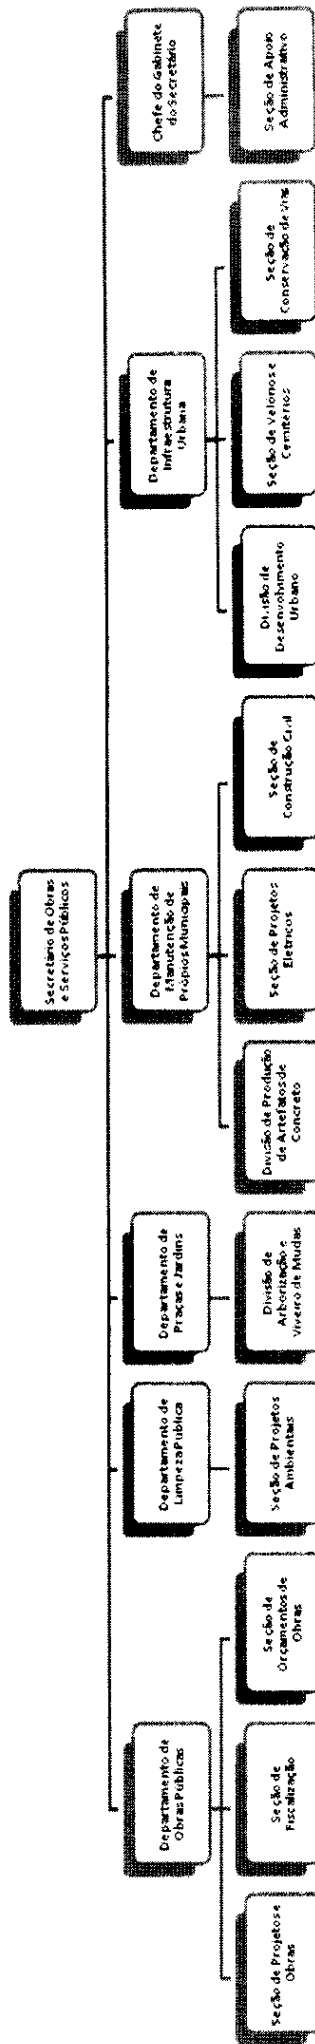 Secretário de Obras
e Serviços Públicos
Departamento de
Obras Públicas
Departamento de
Limpeza Pública
Departamento de
Praças e Jardins
Departamento de
Manutenção de
Própios Municipais
Departamento de
Infraestrutura
Urbana
Chefe do Gabinete
do Secretário
Seção de Projetos e
Obras
Seção de
Fiscalização
Seção de
Orçamentos de
Obras
Seção de Projetos
Ambientais
Divisão de
Arborização e
Viveiro de Mudas
Divisão de Produção
de Artefatos de
Concreto
Seção de Projetos
Eletricos
Seção de
Construção Civil
Divisão de
Desenvolvimento
Urbano
Seção de Velórios e
Cemitérios
Seção de
Conservação de Vias
Seção de Apoio
Administrativo